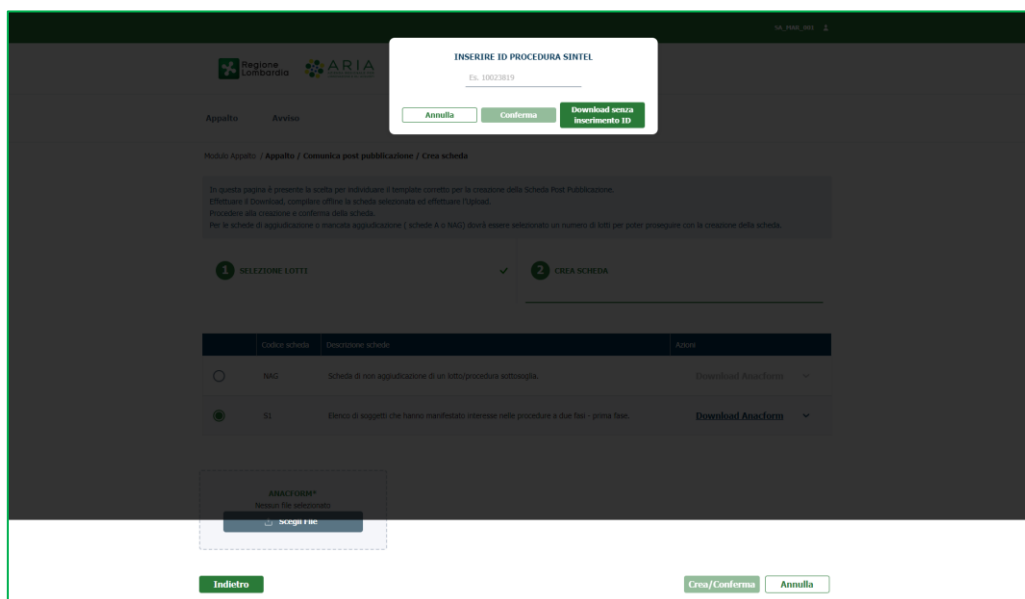 SA_MAN_001
Regione
Lombardia
ARIA
INSERIRE ID PROCEDURA SINTEL
Es. 10023819
Annulla
Conferma
Download senza
inserimento ID
Appalto
Avviso
Modulo Appalto / Appalto / Comunica post pubblicazione / Crea scheda
In questa pagina è presente la scelta per individuare il template corretto per la creazione della Scheda Post Pubblicazione.
Effettuare il Download, compilare offline la scheda selezionata ed effettuare l'Upload.
Procedere alla creazione e conferma della scheda.
Per le schede di aggiudicazione o mancata aggiudicazione ( schede A o NAG) dovrà essere selezionato un numero di lotti per poter proseguire con la creazione della scheda.
1 SELEZIONE LOTTI
2 CREA SCHEDA
Codice scheda Descrizione schede Azioni
NAG Scheda di non aggiudicazione di un lotto/procedura sottosoglia. Download Anacform
S1 Elenco di soggetti che hanno manifestato interesse nelle procedure a due fasi - prima fase. Download Anacform
ANACFORM*
Nessun file selezionato
Scegli File
Indietro
Crea/Conferma
Annulla